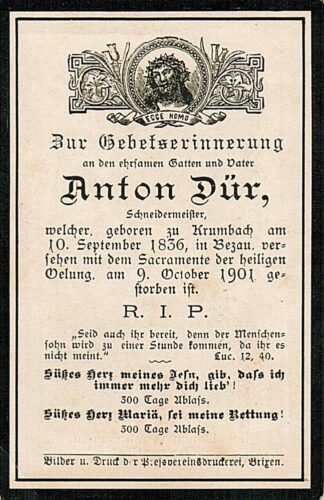 ECCE HOMO
Zur Gebetserinnerung
an den ehrsamen Gatten und Vater
Anton Dür,
Schneidermeister,
welcher, geboren zu Krumbach am
10. September 1836, in Bezau, ver-
sehen mit dem Sacramente der heiligen
Oelung, am 9. October 1901 ge-
storben ist.
R. I. P.
„Seid auch ihr bereit, denn der Menschen-
sohn wird zu einer Stunde kommen, da ihr es
nicht meint.“ Luc. 12, 40.
Süßes Herz meines Jesu, gib, dass ich
immer mehr dich lieb'!
300 Tage Ablass.
Süßes Herz Mariä, sei meine Rettung!
300 Tage Ablass.
Bilder u. Druck der Pressvereinsdruckerei, Brixen.